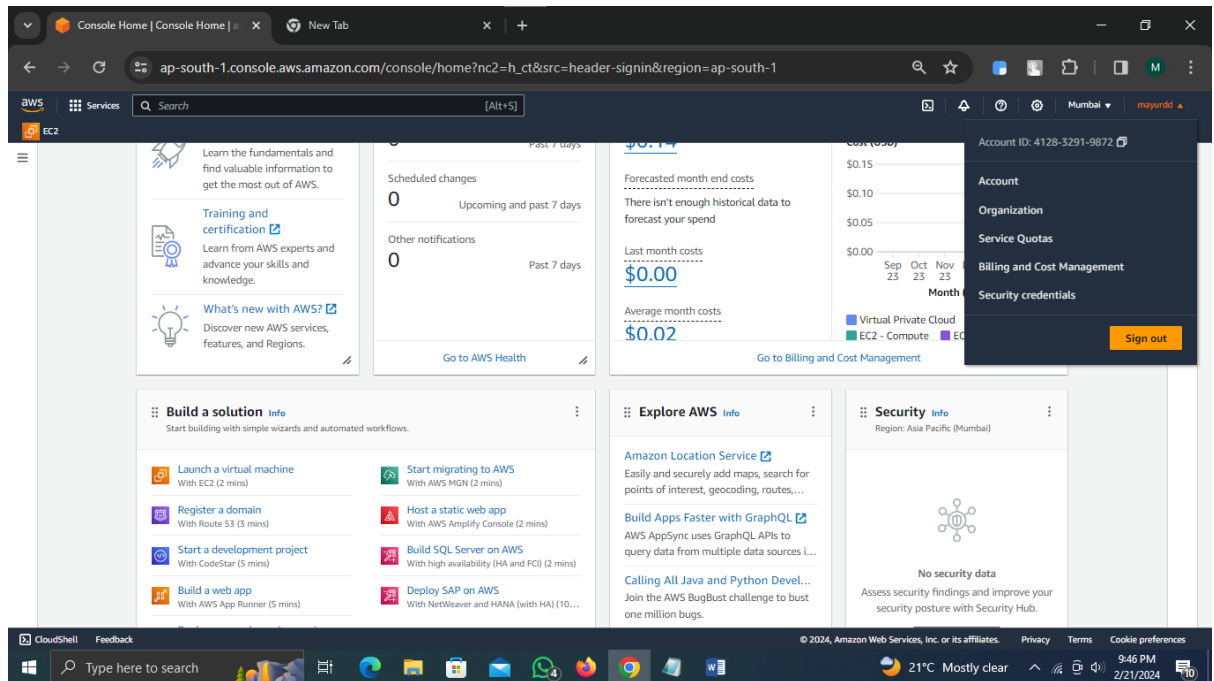 Console Home | Console Home | a
New Tab
ap-south-1.console.aws.amazon.com/console/home?nc2=h_ct&src=header-signin&region=ap-south-1
M
aws
Services
Search
[Alt+S]
Mumbai
mayurdd
EC2
Learn the fundamentals and
find valuable information to
get the most out of AWS.
Training and
certification
Learn from AWS experts and
advance your skills and
knowledge.
What's new with AWS?
Discover new AWS services,
features, and Regions.
Past 7 days
Scheduled changes
0
Upcoming and past 7 days
Other notifications
0
Past 7 days
Go to AWS Health
$0.14
Forecasted month end costs
There isn't enough historical data to
forecast your spend
Last month costs
$0.00
Average month costs
$0.02
Cost (USD)
$0.15
$0.10
$0.05
$0.00
Sep Oct Nov
23 23 23
Month (
Virtual Private Cloud
EC2 - Compute EC
Go to Billing and Cost Management
Account ID: 4128-3291-9872
Account
Organization
Service Quotas
Billing and Cost Management
Security credentials
Sign out
Build a solution Info
Start building with simple wizards and automated workflows.
Launch a virtual machine
With EC2 (2 mins)
Register a domain
With Route 53 (3 mins)
Start a development project
With CodeStar (5 mins)
Build a web app
With AWS App Runner (5 mins)
Start migrating to AWS
With AWS MGN (2 mins)
Host a static web app
With AWS Amplify Console (2 mins)
Build SQL Server on AWS
With high availability (HA and FCI) (2 mins)
Deploy SAP on AWS
With NetWeaver and HANA (with HA) (10...
Explore AWS Info
Amazon Location Service
Easily and securely add maps, search for
points of interest, geocoding, routes,...
Build Apps Faster with GraphQL
AWS AppSync uses GraphQL APIs to
query data from multiple data sources i...
Calling All Java and Python Devel...
Join the AWS BugBust challenge to bust
one million bugs.
Security Info
Region: Asia Pacific (Mumbai)
No security data
Assess security findings and improve your
security posture with Security Hub.
CloudShell
Feedback
© 2024, Amazon Web Services, Inc. or its affiliates.
Privacy
Terms
Cookie preferences
Type here to search
4
21°C Mostly clear
9:46 PM
2/21/2024
10